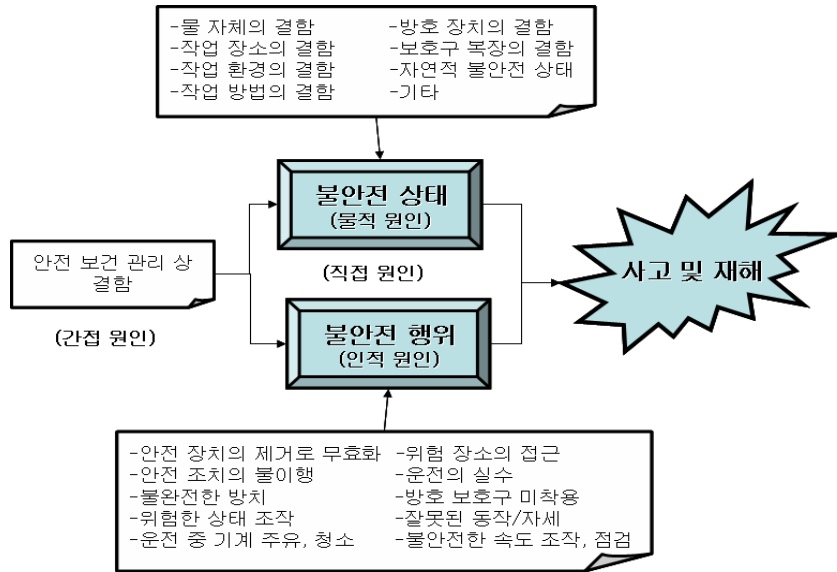 -물 자체의 결함
-작업 장소의 결함
-작업 환경의 결함
-작업 방법의 결함
-방호 장치의 결함
-보호구 복장의 결함
-자연적 불안전 상태
-기타
불안전 상태
(물적 원인)
안전 보건 관리 상
결함
(간접 원인)
(직접 원인)
불안전 행위
(인적 원인)
사고 및 재해
-안전 장치의 제거로 무효화
-안전 조치의 불이행
-불완전한 방치
-위험한 상태 조작
-운전 중 기계 주유, 청소
-위험 장소의 접근
-운전의 실수
-방호 보호구 미착용
-잘못된 동작/자세
-불안전한 속도 조작, 점검